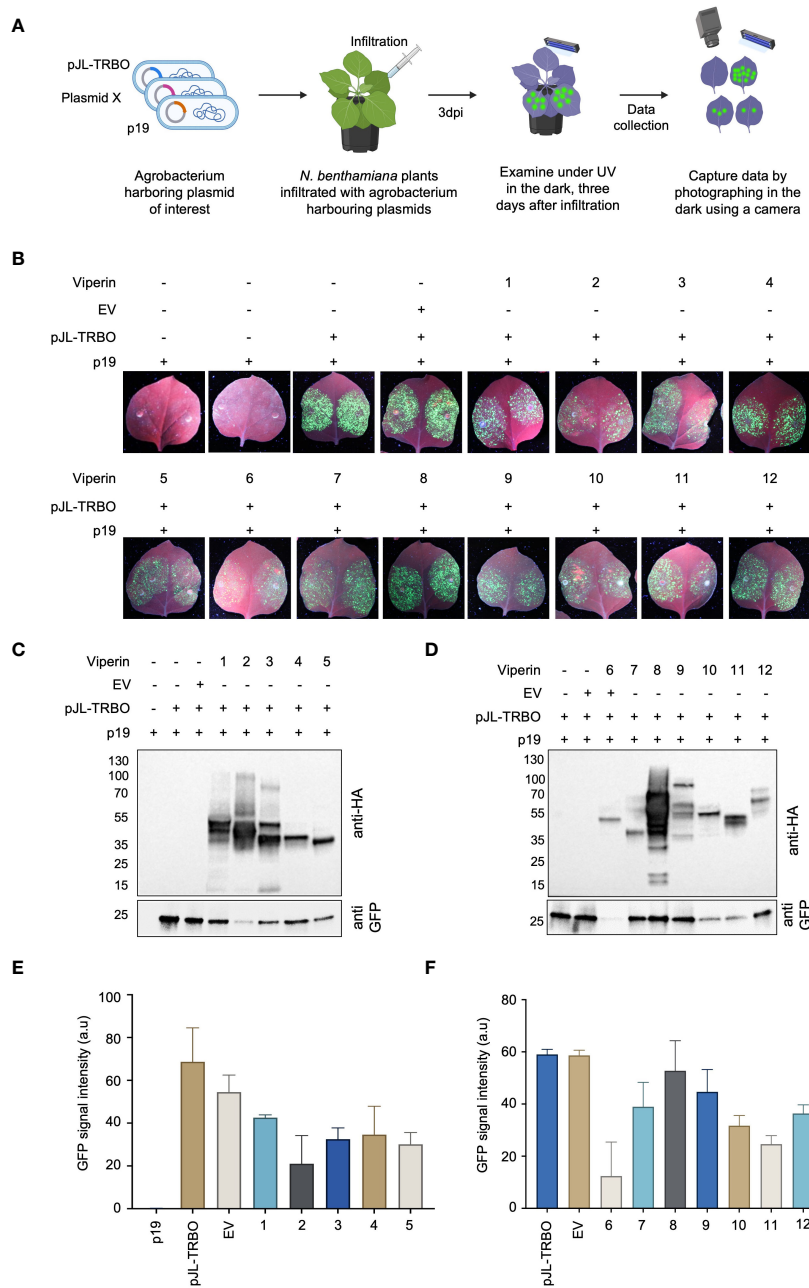 A
pJL-TRBO
Plasmid X
p19
Infiltration
3dpi
Data
collection
Agrobacterium
harboring plasmid
of interest
N. benthamiana plants
infiltrated with agrobacterium
harbouring plasmids
Examine under UV
in the dark, three
days after infiltration
Capture data by
photographing in the
dark using a camera
B
Viperin - - - - 1 2 3 4
EV - - - + - - - -
pJL-TRBO - - + + + + + +
p19 + + + + + + + +
Viperin 5 6 7 8 9 10 11 12
pJL-TRBO + + + + + + + +
p19 + + + + + + + +
C
Viperin - - - 1 2 3 4 5
EV - - + - - - - -
pJL-TRBO - + + + + + + +
p19 + + + + + + + +
130
100
70
55
35
25
15
anti-HA
25
anti
GFP
D
Viperin - - 6 7 8 9 10 11 12
EV - + + - - - - - -
pJL-TRBO + + + + + + + + +
p19 + + + + + + + + +
130
100
70
55
35
25
15
anti-HA
25
anti
GFP
E
GFP signal intensity (a.u)
100
80
60
40
20
0
p19 pJL-TRBO EV 1 2 3 4 5
F
GFP signal intensity (a.u)
80
60
40
20
0
pJL-TRBO EV 6 7 8 9 10 11 12